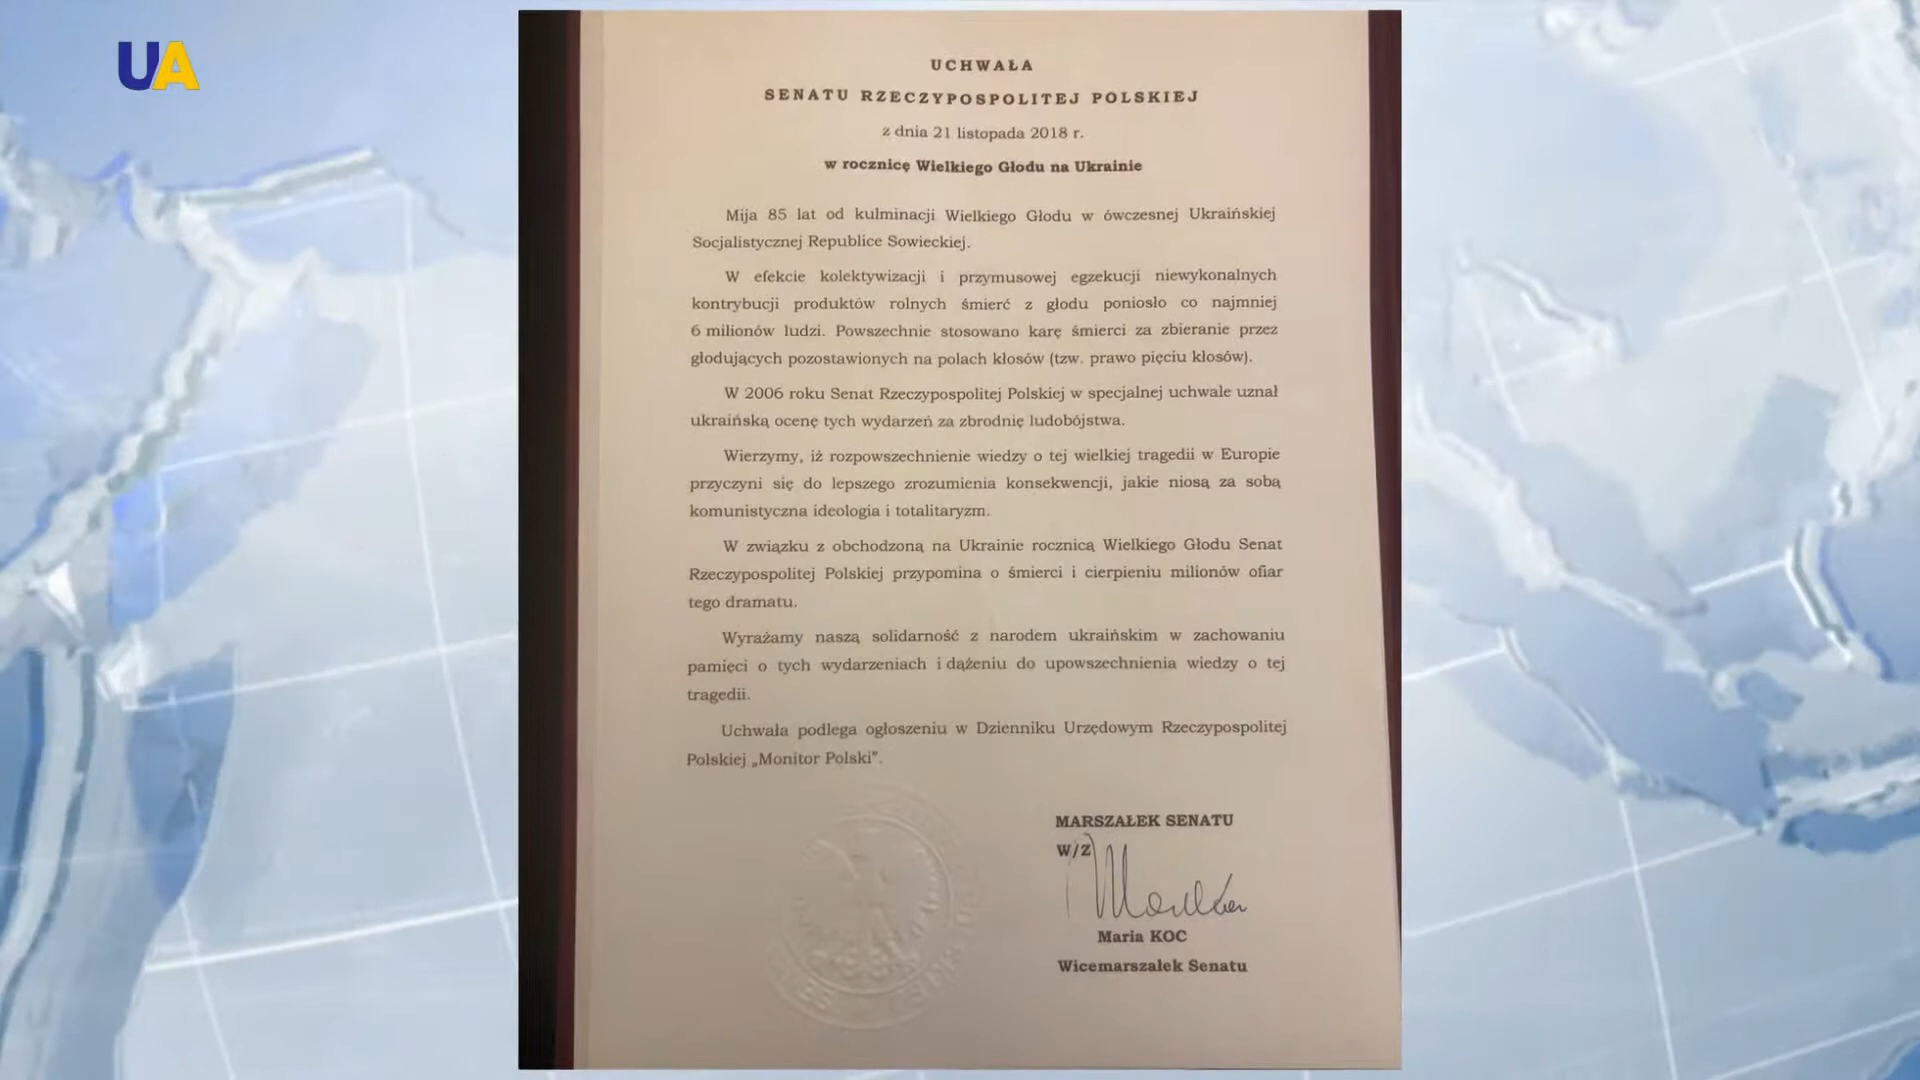 UA
UCHWAŁA
SENATU RZECZYPOSPOLITEJ POLSKIEJ
z dnia 21 listopada 2018 r.
w rocznicę Wielkiego Głodu na Ukrainie
Mija 85 lat od kulminacji Wielkiego Głodu w ówczesnej Ukraińskiej
Socjalistycznej Republice Sowieckiej.
W efekcie kolektywizacji i przymusowej egzekucji niewykonalnych
kontrybucji produktów rolnych śmierć z głodu poniosło co najmniej
6 milionów ludzi. Powszechnie stosowano karę śmierci za zbieranie przez
głodujących pozostawionych na polach kłosów (tzw. prawo pięciu kłosów).
W 2006 roku Senat Rzeczypospolitej Polskiej w specjalnej uchwale uznał
ukraińską ocenę tych wydarzeń za zbrodnię ludobójstwa.
Wierzymy, iż rozpowszechnienie wiedzy o tej wielkiej tragedii w Europie
przyczyni się do lepszego zrozumienia konsekwencji, jakie niosą za sobą
komunistyczna ideologia i totalitaryzm.
W związku z obchodzoną na Ukrainie rocznicą Wielkiego Głodu Senat
Rzeczypospolitej Polskiej przypomina o śmierci i cierpieniu milionów ofiar
tego dramatu.
Wyrażamy naszą solidarność z narodem ukraińskim w zachowaniu
pamięci o tych wydarzeniach i dążeniu do upowszechnienia wiedzy o tej
tragedii.
Uchwała podlega ogłoszeniu w Dzienniku Urzędowym Rzeczypospolitej
Polskiej „Monitor Polski”.
MARSZAŁEK SENATU
W/Z
Maria KOC
Wicemarszałek Senatu